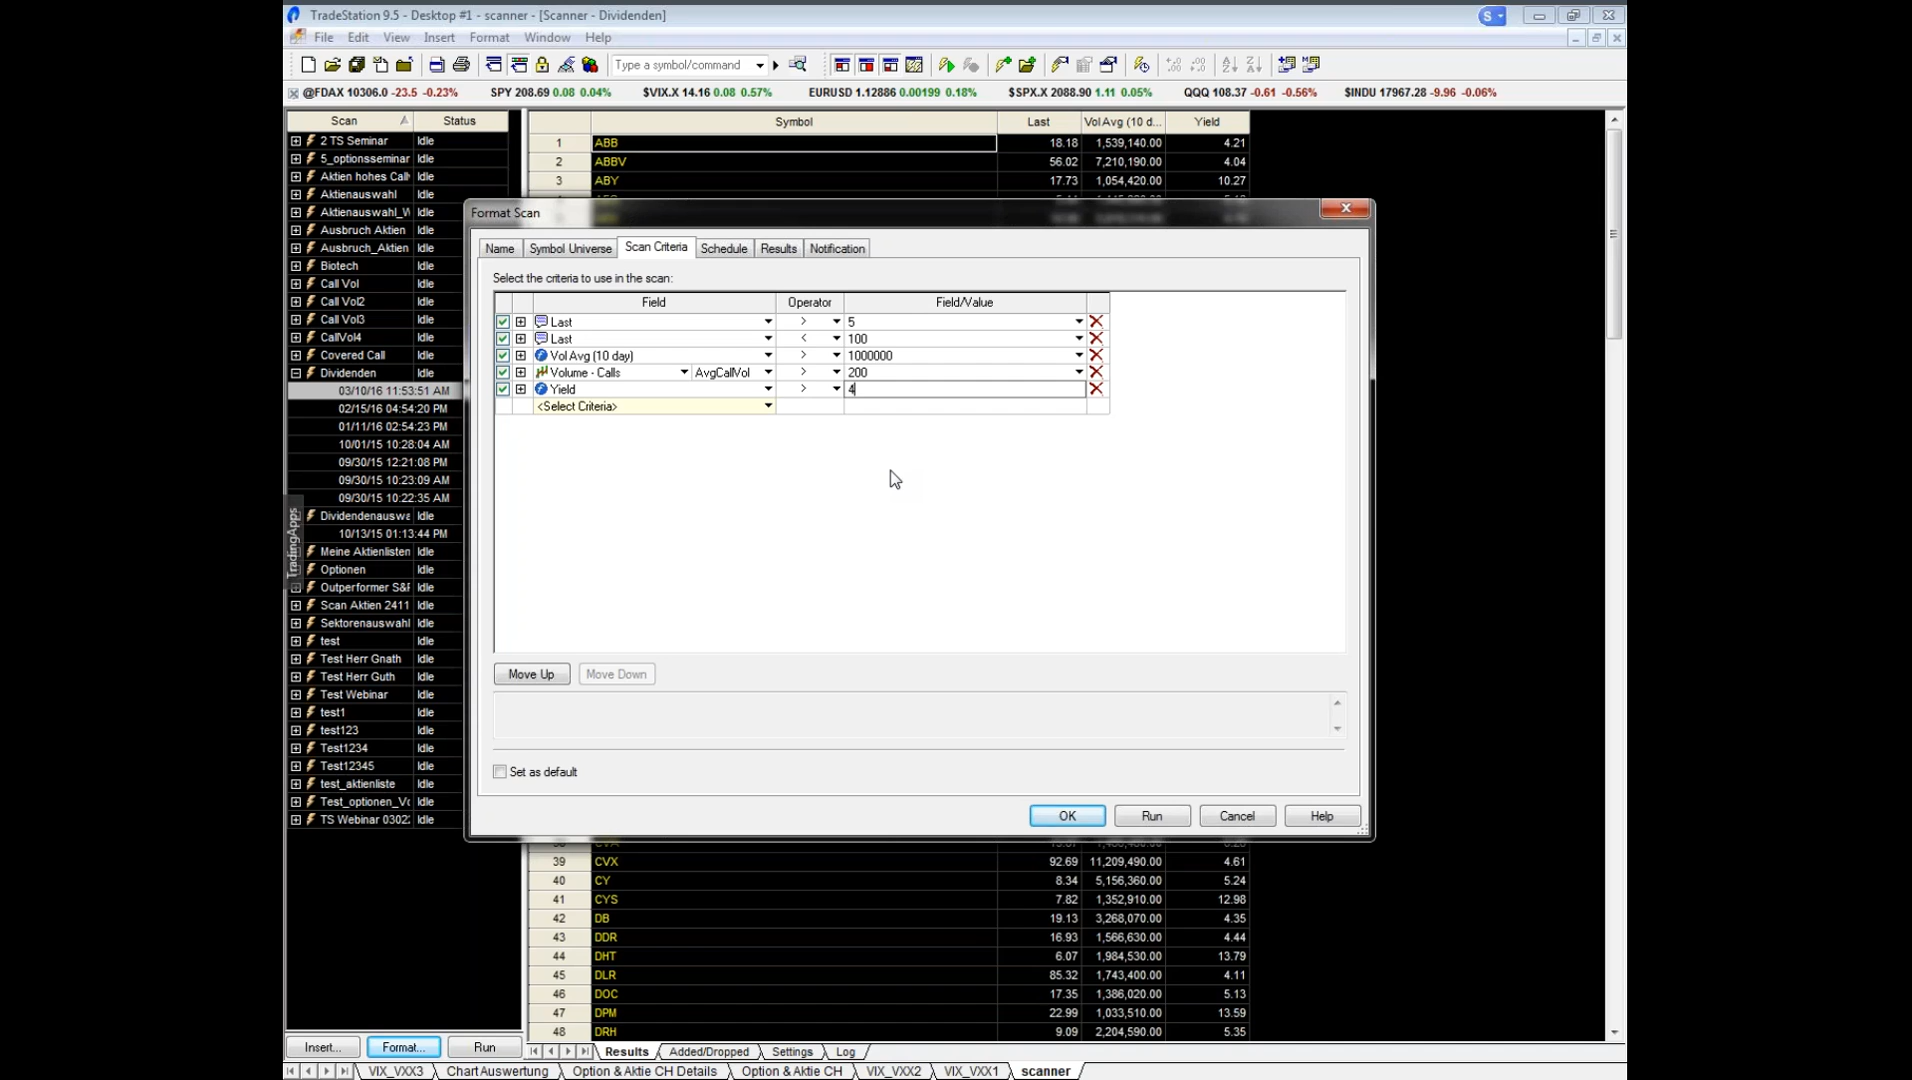 TradeStation 9.5 - Desktop #1 - scanner - [Scanner - Dividenden]
S
File Edit View Insert Format Window Help
Type a symbol/command
@FDAX 10306.0 -23.5 -0.23% SPY 208.69 0.08 0.04% $VIX.X 14.16 0.08 0.57% EURUSD 1.12886 0.00199 0.18% $SPX.X 2088.90 1.11 0.05% QQQ 108.37 -0.61 -0.56% $INDU 17967.28 -9.96 -0.06%
Scan Status
2 TS Seminar Idle
5_optionsseminar Idle
Aktien hohes Call Idle
Aktienauswahl Idle
Aktienauswahl_W Idle
Ausbruch Aktien Idle
Ausbruch_Aktien Idle
Biotech Idle
Call Vol Idle
Call Vol2 Idle
Call Vol3 Idle
CallVol4 Idle
Covered Call Idle
Dividenden Idle
03/10/16 11:53:51 AM
02/15/16 04:54:20 PM
01/11/16 02:54:23 PM
10/01/15 10:28:04 AM
09/30/15 12:21:08 PM
09/30/15 10:23:09 AM
09/30/15 10:22:35 AM
Dividendenauswa Idle
10/13/15 01:13:44 PM
Meine Aktienlisten Idle
Optionen Idle
Outperformer S&P Idle
Scan Aktien 2411 Idle
Sektorenauswahl Idle
test Idle
Test Herr Gnath Idle
Test Herr Guth Idle
Test Webinar Idle
test1 Idle
test123 Idle
Test1234 Idle
Test12345 Idle
test_aktienliste Idle
Test_optionen_Vo Idle
TS Webinar 0302 Idle
TradingApps
Symbol Last Vol Avg (10 d... Yield
1 ABB 18.18 1,539,140.00 4.21
2 ABBV 56.02 7,210,190.00 4.04
3 ABY 17.73 1,054,420.00 10.27
Format Scan
Name Symbol Universe Scan Criteria Schedule Results Notification
Select the criteria to use in the scan:
Field Operator Field/Value
Last > 5
Last < 100
Vol Avg (10 day) > 1000000
Volume - Calls AvgCallVol > 200
Yield > 4
<Select Criteria>
Move Up Move Down
Set as default
OK Run Cancel Help
39 CVX 92.69 11,209,490.00 4.61
40 CY 8.34 5,156,360.00 5.24
41 CYS 7.82 1,352,910.00 12.98
42 DB 19.13 3,268,070.00 4.35
43 DDR 16.93 1,566,630.00 4.44
44 DHT 6.07 1,984,530.00 13.79
45 DLR 85.32 1,743,400.00 4.11
46 DOC 17.35 1,386,020.00 5.13
47 DPM 22.99 1,033,510.00 13.59
48 DRH 9.09 2,204,590.00 5.35
Insert... Format... Run
Results Added/Dropped Settings Log
VIX_VXX3 ChartAuswertung Option & Aktie CH Details Option & Aktie CH VIX_VXX2 VIX_VXX1 scanner